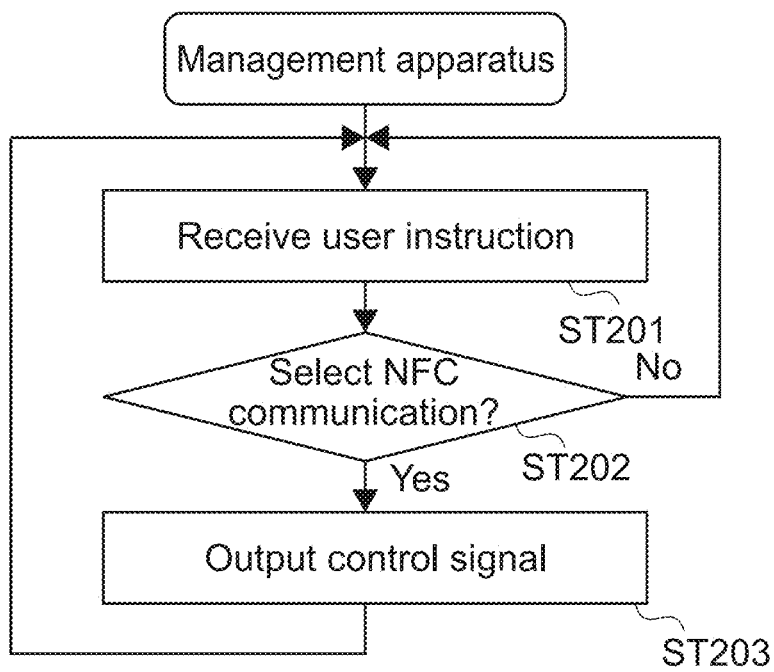 Management apparatus
Receive user instruction
ST201
Select NFC
communication?
No
ST202
Yes
Output control signal
ST203